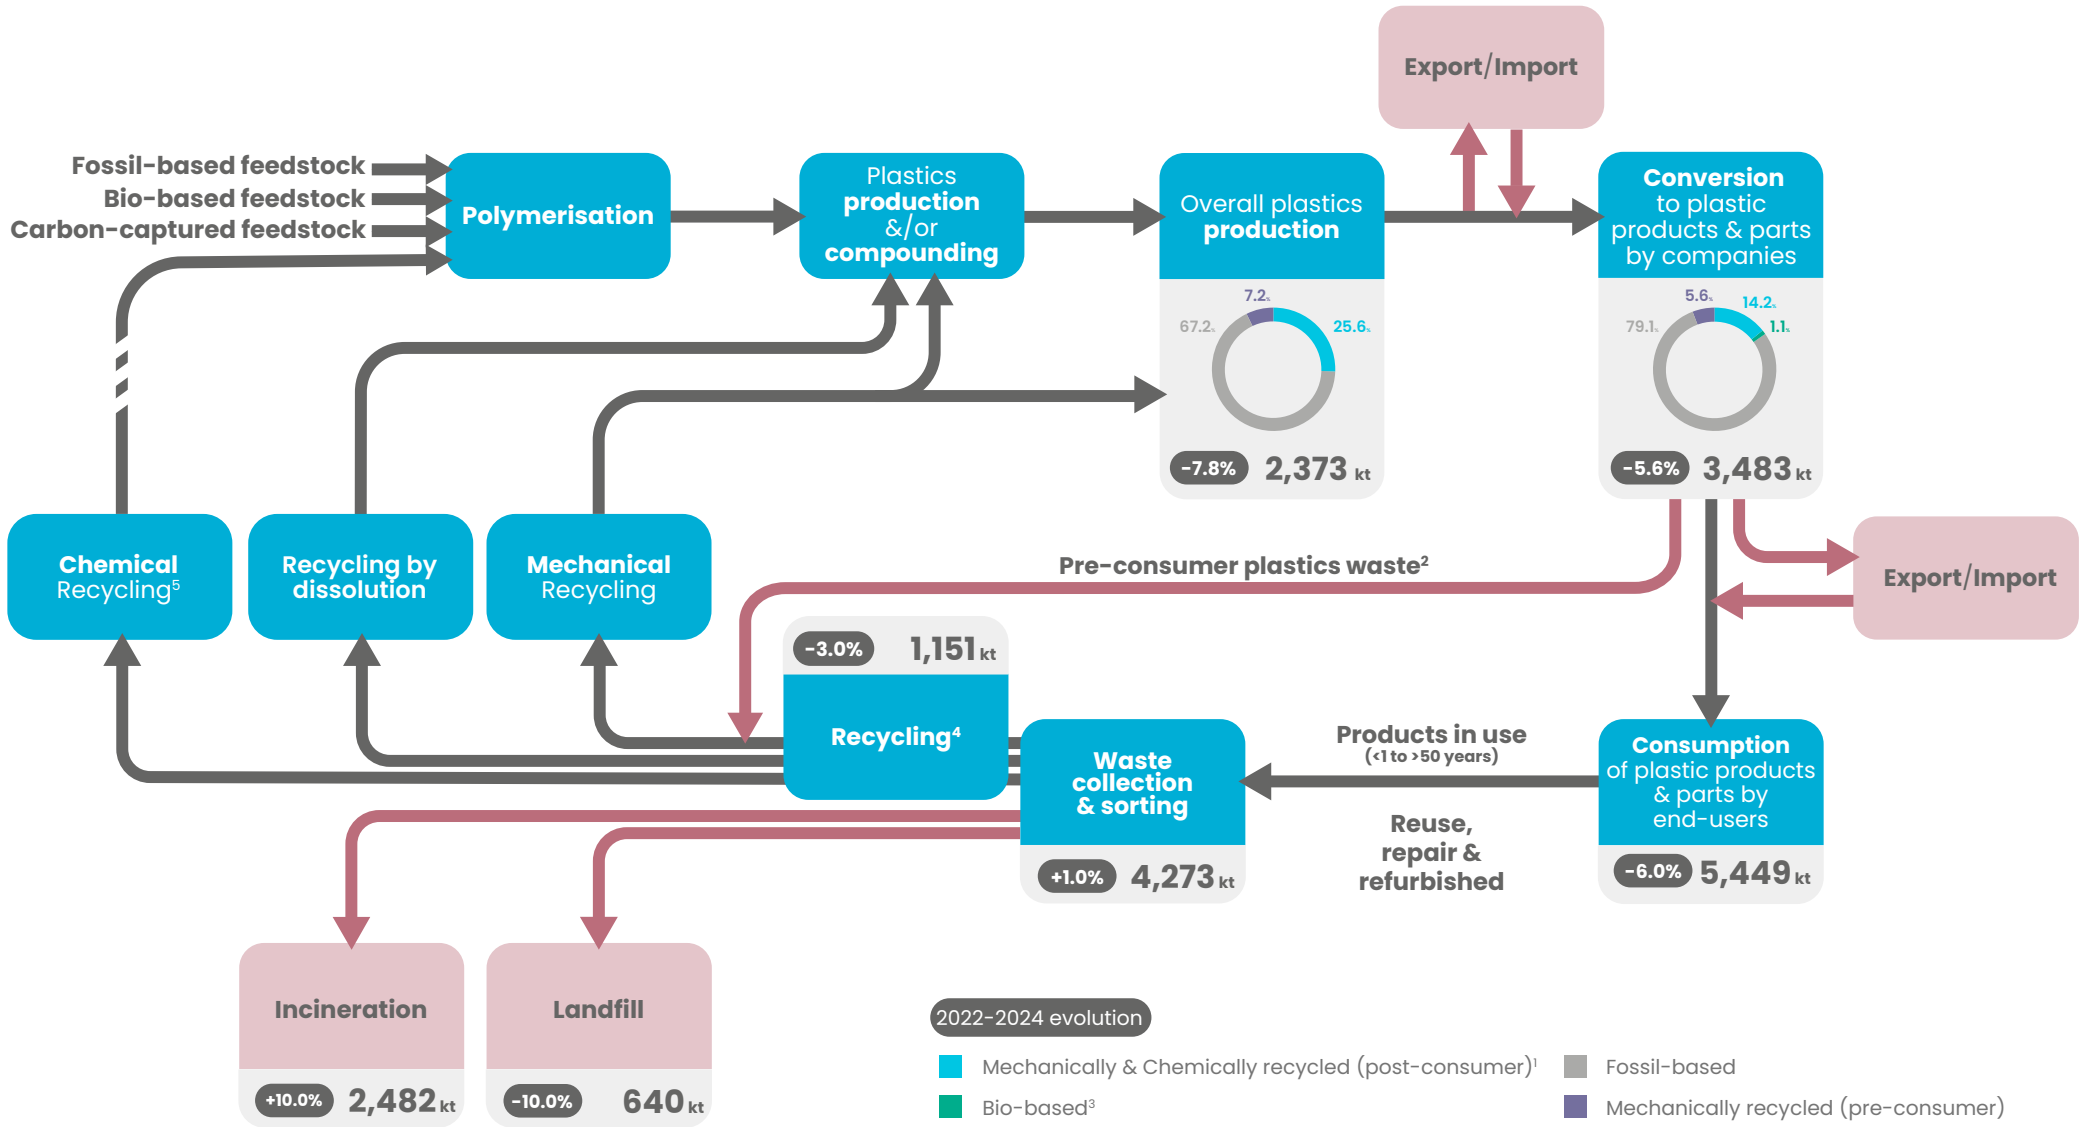 Export/Import
Fossil-based feedstock
Bio-based feedstock
Carbon-captured feedstock
Polymerisation
Plastics
production
&/or
compounding
Overall plastics
production
Conversion
to plastic
products & parts
by companies
7.2%
67.2%
25.6%
-7.8% 2,373 kt
5.6%
14.2%
79.1%
1.1%
-5.6% 3,483 kt
Chemical
Recycling⁵
Recycling by
dissolution
Mechanical
Recycling
Pre-consumer plastics waste²
Export/Import
-3.0% 1,151 kt
Recycling⁴
Waste
collection
& sorting
+1.0% 4,273 kt
Products in use
(<1 to >50 years)
Reuse,
repair &
refurbished
Consumption
of plastic products
& parts by
end-users
-6.0% 5,449 kt
Incineration
+10.0% 2,482 kt
Landfill
-10.0% 640 kt
2022-2024 evolution
Mechanically & Chemically recycled (post-consumer)¹
Fossil-based
Bio-based³
Mechanically recycled (pre-consumer)